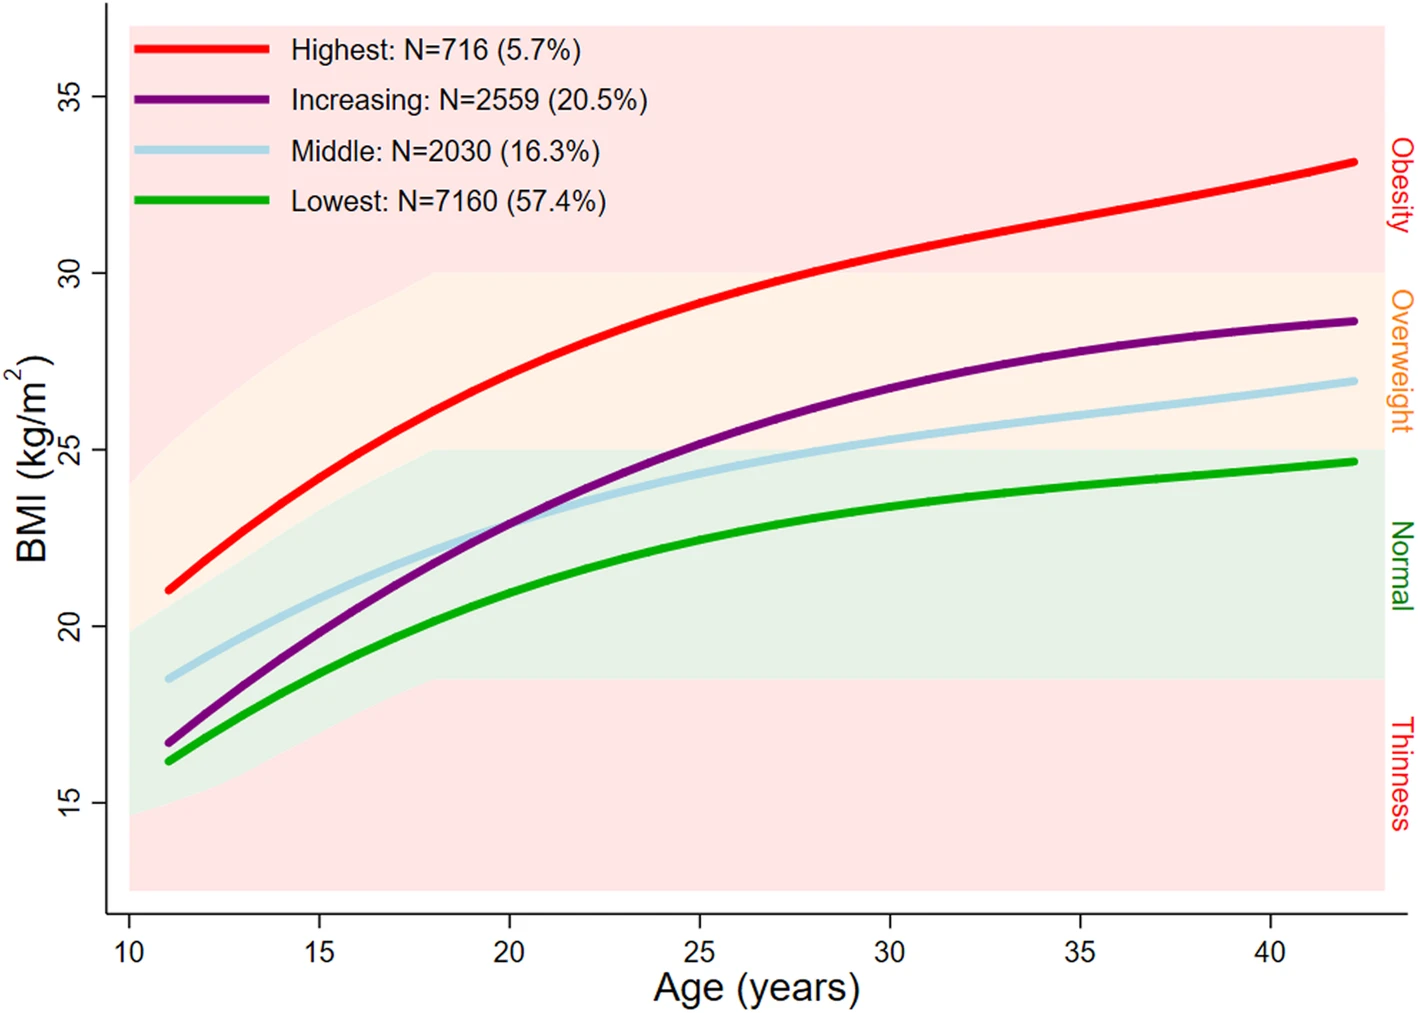 Highest: N=716 (5.7%)
Increasing: N=2559 (20.5%)
Middle: N=2030 (16.3%)
Lowest: N=7160 (57.4%)
35
30
25
20
15
BMI (kg/m²)
Obesity
Overweight
Normal
Thinness
10 15 20 25 30 35 40
Age (years)